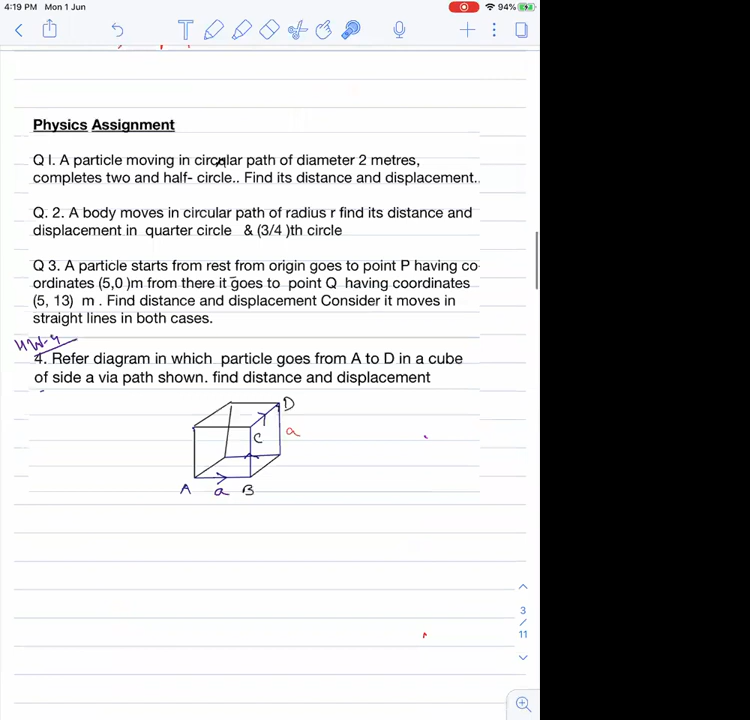 4:19 PM Mon 1 Jun
94%
Physics Assignment
Q I. A particle moving in circular path of diameter 2 metres,
completes two and half- circle.. Find its distance and displacement.
Q. 2. A body moves in circular path of radius r find its distance and
displacement in quarter circle & (3/4 )th circle
Q 3. A particle starts from rest from origin goes to point P having co-
ordinates (5,0 )m from there it goes to point Q having coordinates
(5, 13) m . Find distance and displacement Consider it moves in
straight lines in both cases.
HW-4
4. Refer diagram in which particle goes from A to D in a cube
of side a via path shown. find distance and displacement
D
C
a
A a B
3
/
11